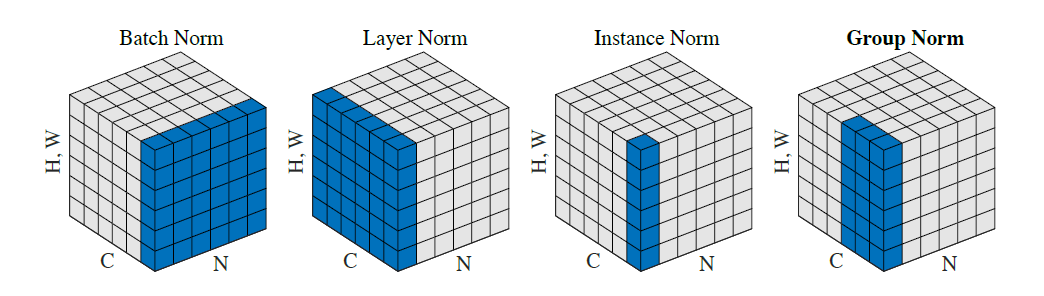 Batch Norm
Layer Norm
Instance Norm
Group Norm
H, W
C
N
H, W
C
N
H, W
C
N
H, W
C
N